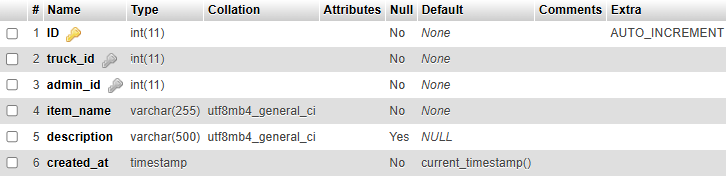 # Name Type Collation Attributes Null Default Comments Extra
1 ID int(11) No None AUTO_INCREMENT
2 truck_id int(11) No None
3 admin_id int(11) No None
4 item_name varchar(255) utf8mb4_general_ci No None
5 description varchar(500) utf8mb4_general_ci Yes NULL
6 created_at timestamp No current_timestamp()